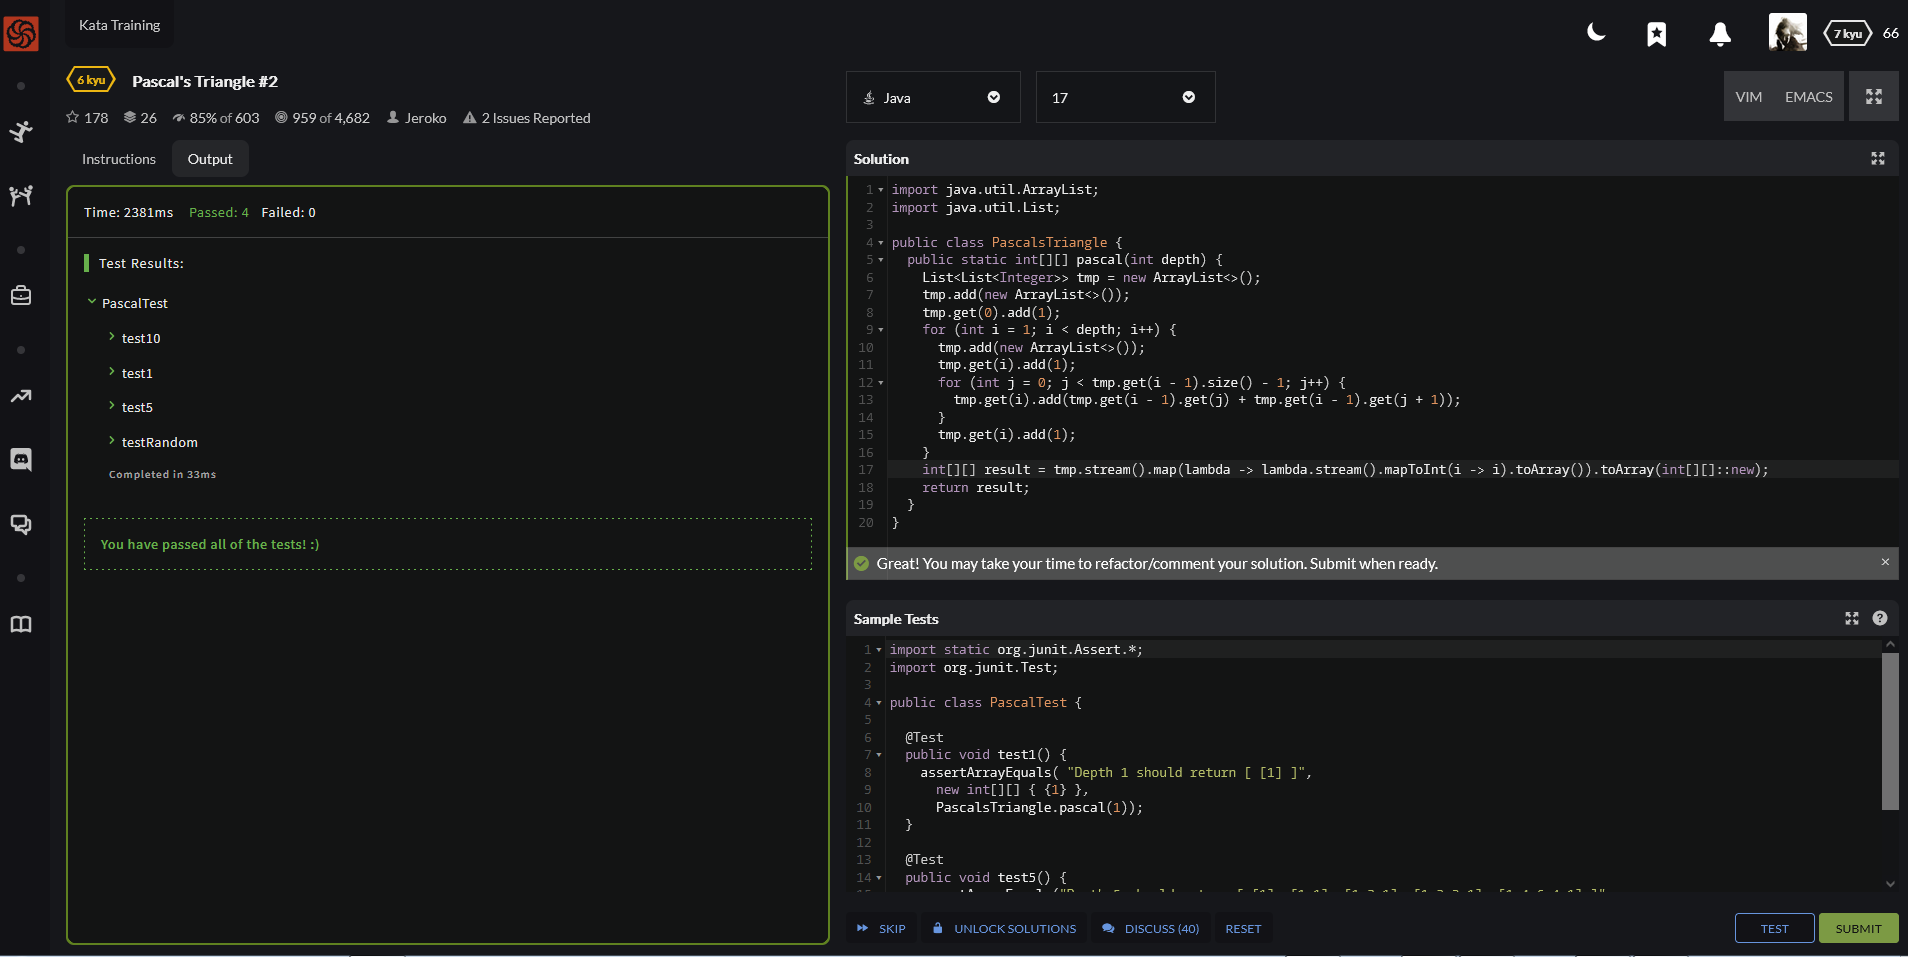 Kata Training
7 kyu 66
6 kyu Pascal's Triangle #2
178 26 85% of 603 959 of 4,682 Jeroko 2 Issues Reported
Instructions Output
Time: 2381ms Passed: 4 Failed: 0
Test Results:
PascalTest
test10
test1
test5
testRandom
Completed in 33ms
You have passed all of the tests! :)
Java 17 VIM EMACS
Solution
1 import java.util.ArrayList;
2 import java.util.List;
3
4 public class PascalsTriangle {
5 public static int[][] pascal(int depth) {
6 List<List<Integer>> tmp = new ArrayList<>();
7 tmp.add(new ArrayList<>());
8 tmp.get(0).add(1);
9 for (int i = 1; i < depth; i++) {
10 tmp.add(new ArrayList<>());
11 tmp.get(i).add(1);
12 for (int j = 0; j < tmp.get(i - 1).size() - 1; j++) {
13 tmp.get(i).add(tmp.get(i - 1).get(j) + tmp.get(i - 1).get(j + 1));
14 }
15 tmp.get(i).add(1);
16 }
17 int[][] result = tmp.stream().map(lambda -> lambda.stream().mapToInt(i -> i).toArray()).toArray(int[][]::new);
18 return result;
19 }
20 }
Great! You may take your time to refactor/comment your solution. Submit when ready.
Sample Tests
1 import static org.junit.Assert.*;
2 import org.junit.Test;
3
4 public class PascalTest {
5
6 @Test
7 public void test1() {
8 assertArrayEquals( "Depth 1 should return [ [1] ]",
9 new int[][] { {1} },
10 PascalsTriangle.pascal(1));
11 }
12
13 @Test
14 public void test5() {
SKIP UNLOCK SOLUTIONS DISCUSS (40) RESET TEST SUBMIT